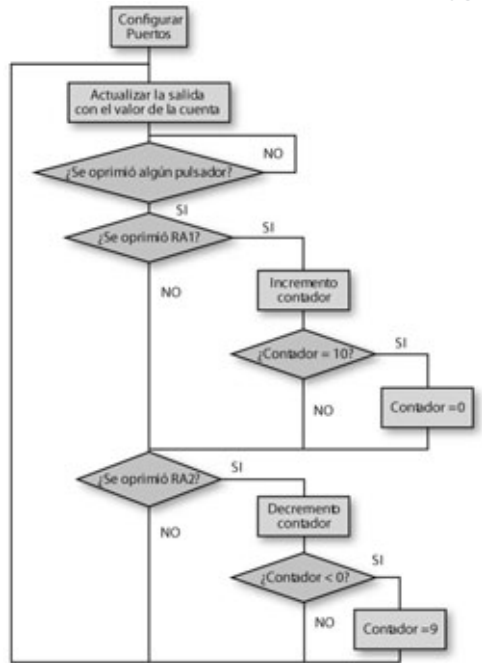 Configurar
Puertos
Actualizar la salida
con el valor de la cuenta
NO
¿Se oprimió algún pulsador?
SI
¿Se oprimió RA1?
SI
NO
Incremento
contador
¿Contador = 10?
SI
NO
Contador =0
¿Se oprimió RA2?
SI
NO
Decremento
contador
¿Contador < 0?
SI
NO
Contador =9